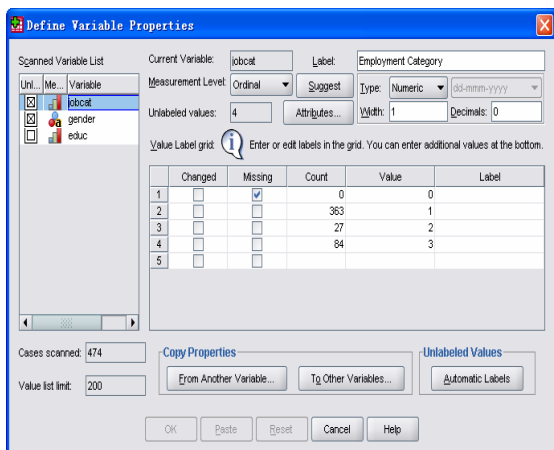 Define Variable Properties
Scanned Variable List
Unl... Me... Variable
jobcat
gender
educ
Current Variable: jobcat Label: Employment Category
Measurement Level: Ordinal Suggest Type: Numeric dd-mmm-yyyy
Unlabeled values: 4 Attributes... Width: 1 Decimals: 0
Value Label grid: Enter or edit labels in the grid. You can enter additional values at the bottom.
Changed Missing Count Value Label
1 0 0
2 363 1
3 27 2
4 84 3
5
Cases scanned: 474
Value list limit: 200
Copy Properties
From Another Variable... To Other Variables...
Unlabeled Values
Automatic Labels
OK Paste Reset Cancel Help